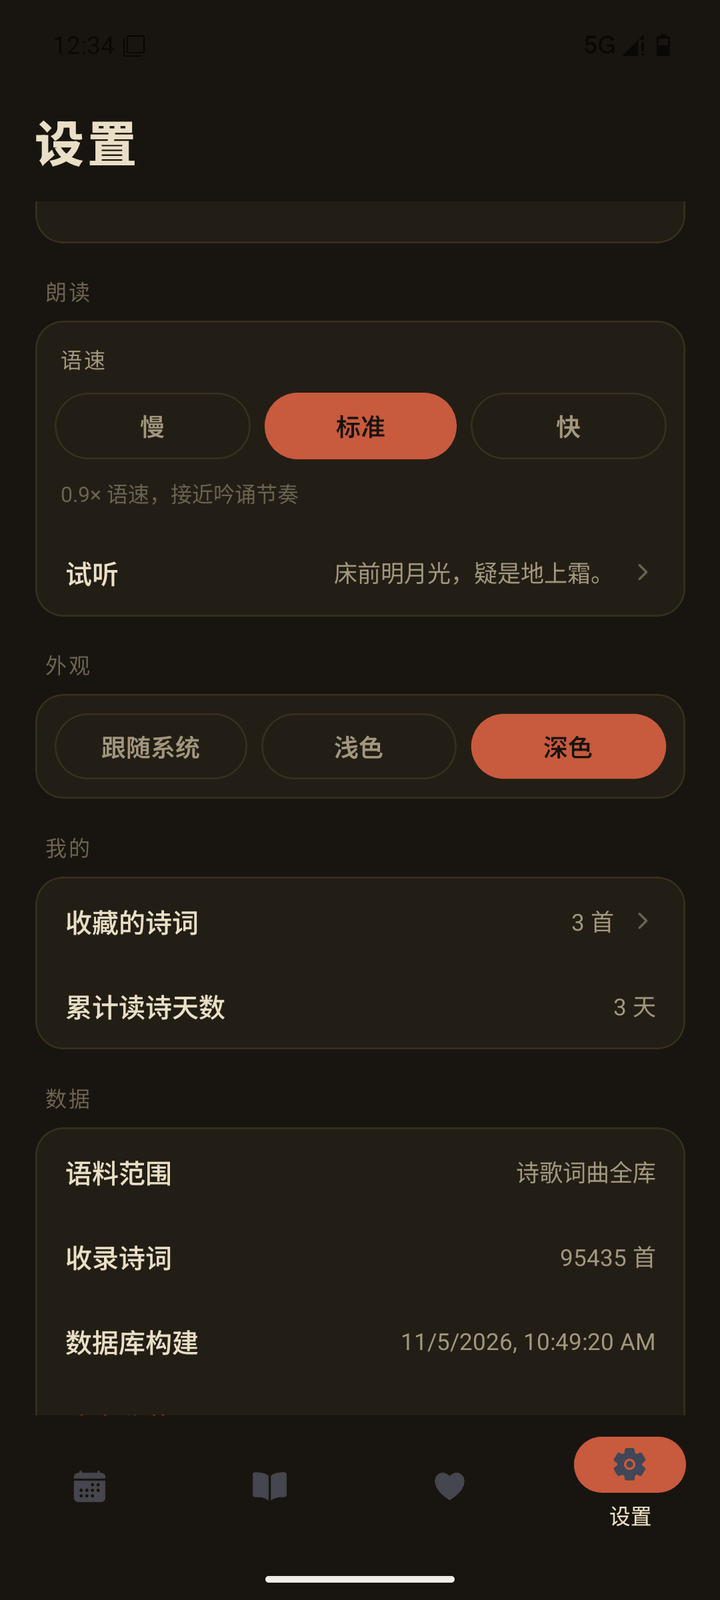 12:34
5G
设置
朗读
语速
慢
标准
快
0.9× 语速，接近吟诵节奏
试听
床前明月光，疑是地上霜。
外观
跟随系统
浅色
深色
我的
收藏的诗词
3 首
累计读诗天数
3 天
数据
语料范围
诗歌词曲全库
收录诗词
95435 首
数据库构建
11/5/2026, 10:49:20 AM
设置